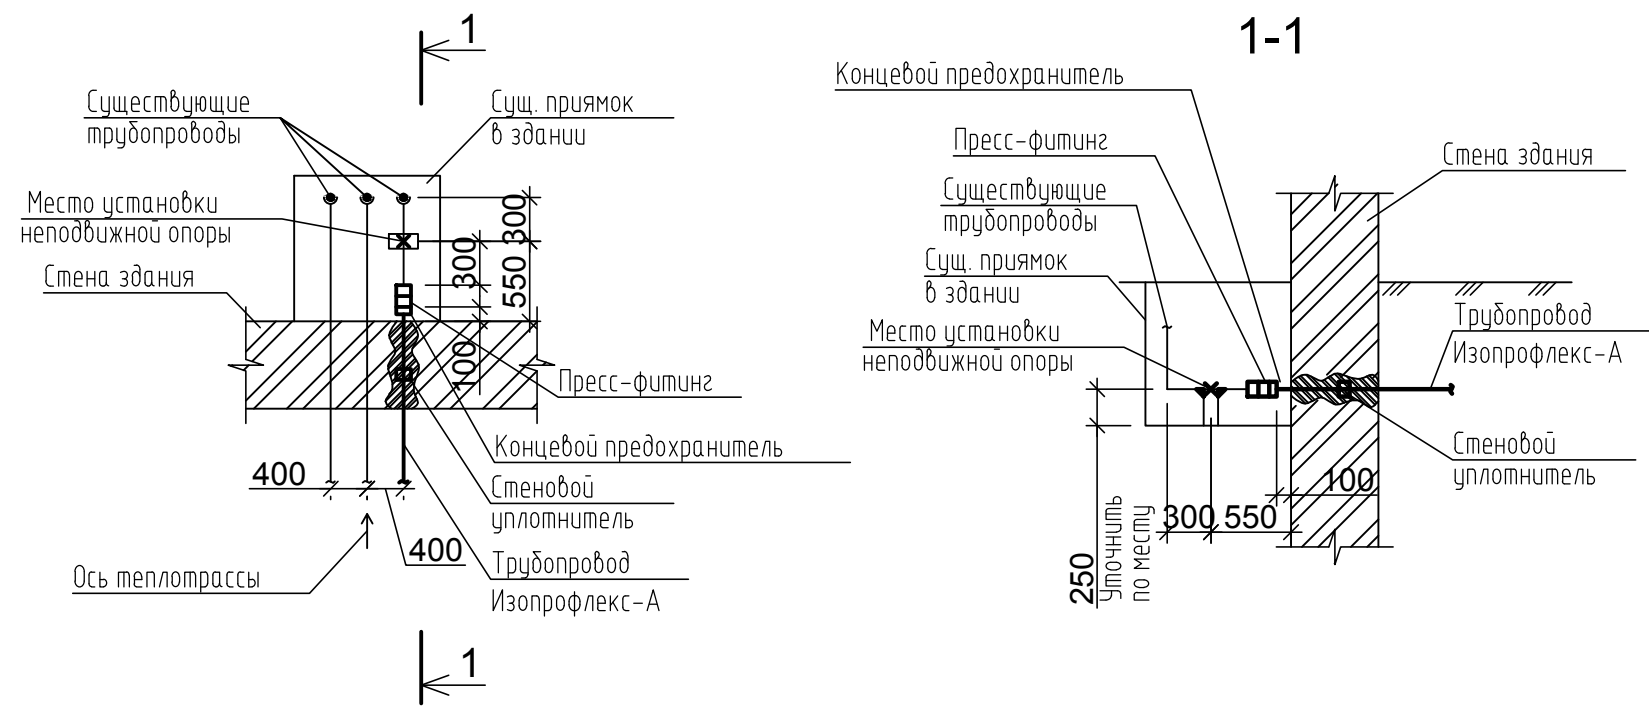 1
Существующие
трубопроводы
Сущ. приямок
в здании
Место установки
неподвижной опоры
Стена здания
300
300
550
100
Пресс-фитинг
Концевой предохранитель
400
Стеновой
уплотнитель
400
Трубопровод
Изопрофлекс-А
Ось теплотрассы
1
1-1
Концевой предохранитель
Пресс-фитинг
Существующие
трубопроводы
Сущ. приямок
в здании
Место установки
неподвижной опоры
Стена здания
Трубопровод
Изопрофлекс-А
Стеновой
уплотнитель
100
300
550
250
Уточнить
по месту